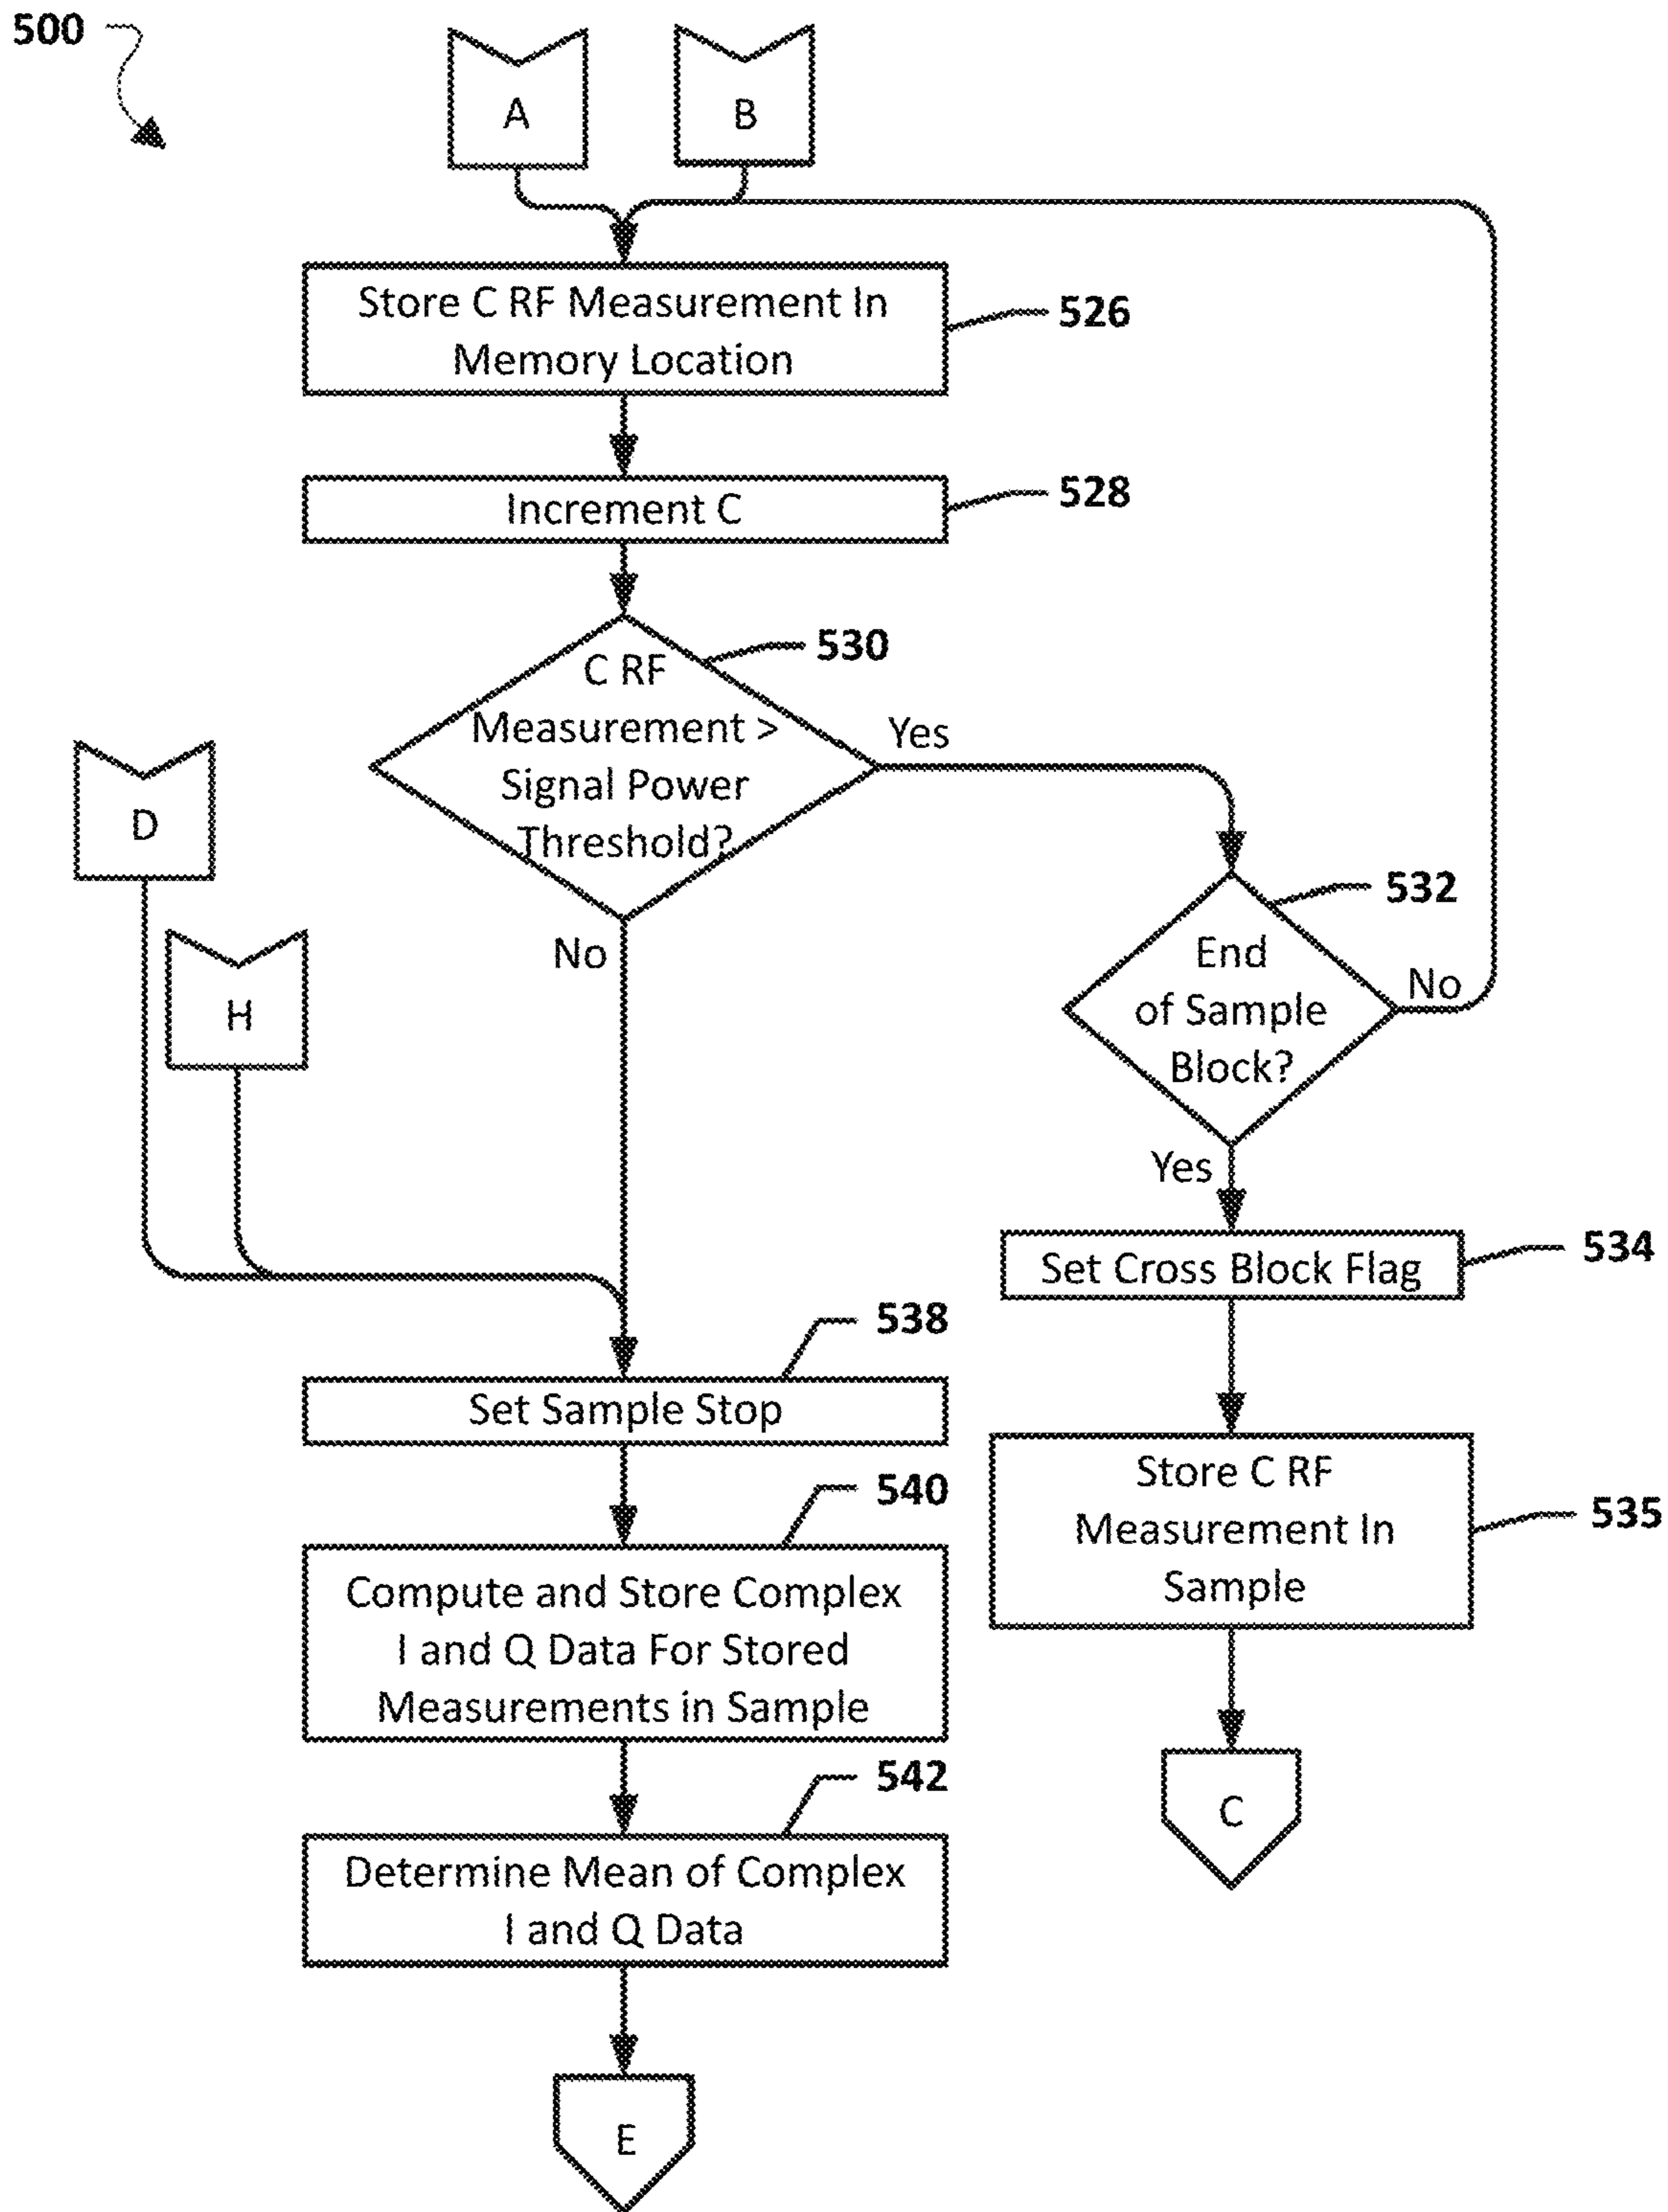 500
A
B
Store C RF Measurement In
Memory Location
526
Increment C
528
530
C RF
Measurement >
Signal Power
Threshold?
Yes
No
D
H
532
End
of Sample
Block?
No
Yes
Set Cross Block Flag
534
538
Set Sample Stop
Store C RF
Measurement In
Sample
535
540
Compute and Store Complex
I and Q Data For Stored
Measurements in Sample
C
542
Determine Mean of Complex
I and Q Data
E